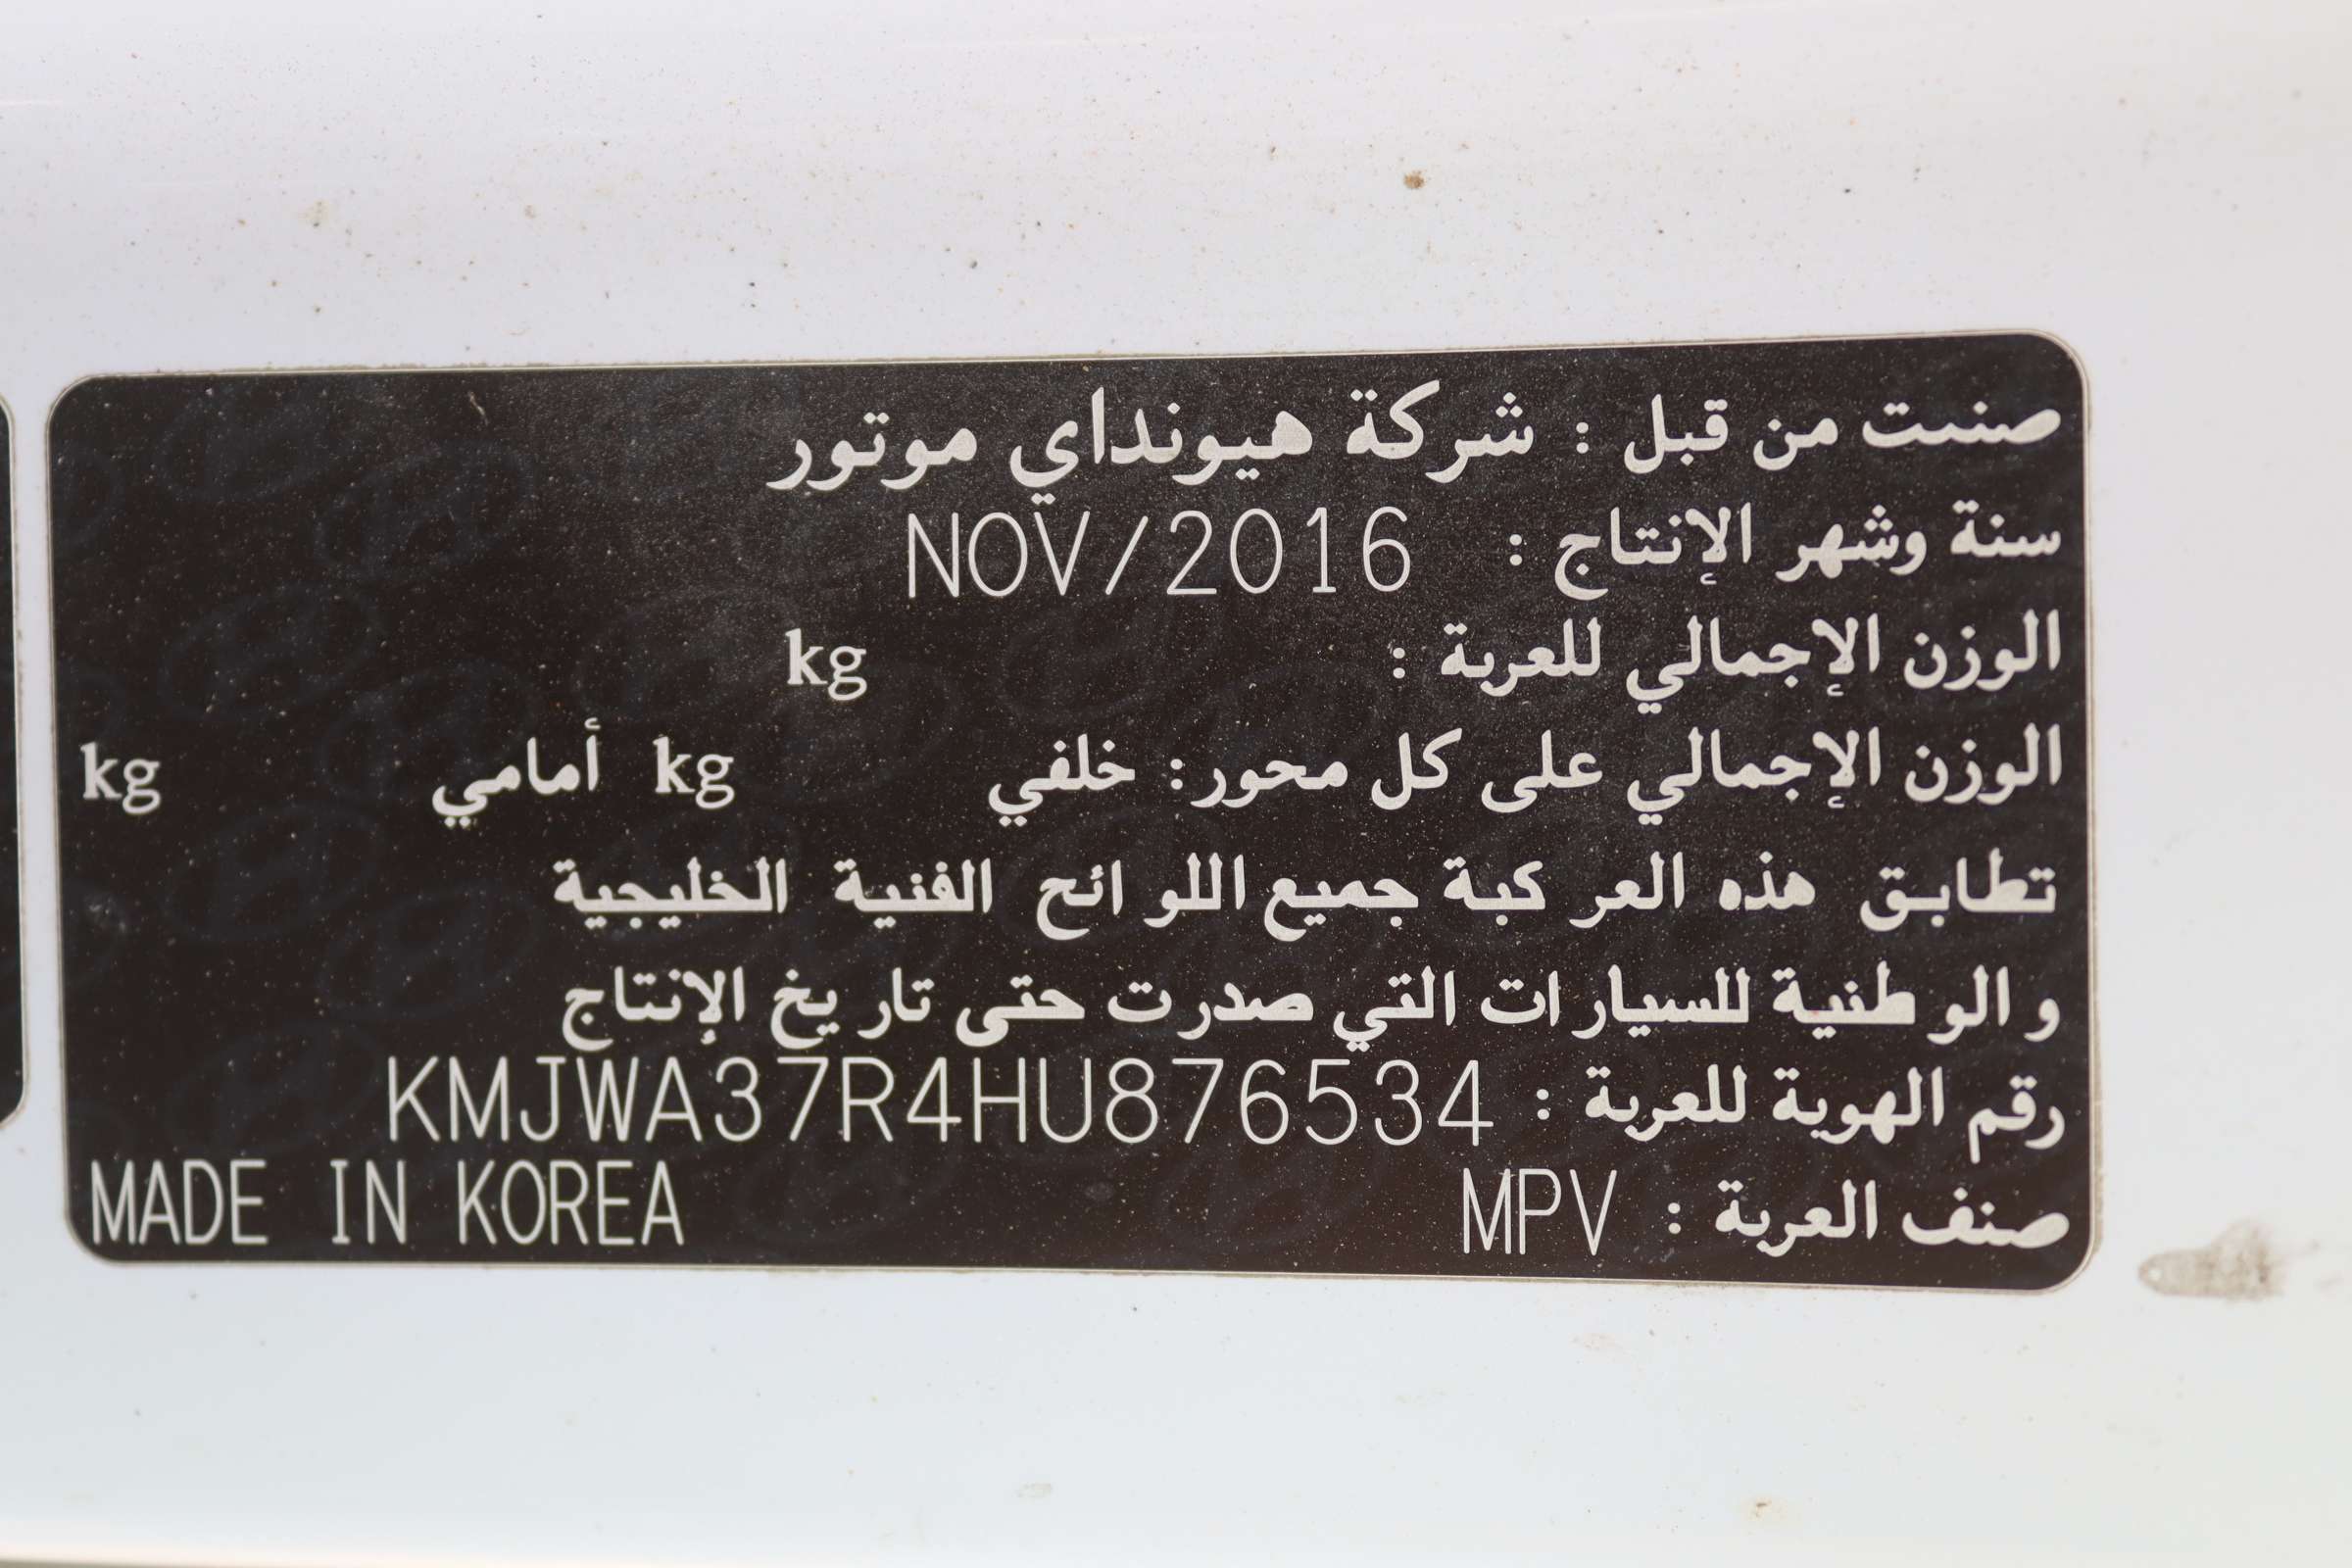 صنىت من قبل : شركة هيونداي موتور
سنة وشهر الإنتاج : NOV/2016
الوزن الإجمالي للعربة : kg
الوزن الإجمالي على كل محور: خلفي kg أمامي kg
تطابق هذه العركبة جميع اللوائح الفنية الخليجية
والوطنية للسيارات التي صدرت حتى تاريخ الإنتاج
رقم الهوية للعربة : KMJWA37R4HU876534
صنف العربة : MPV MADE IN KOREA